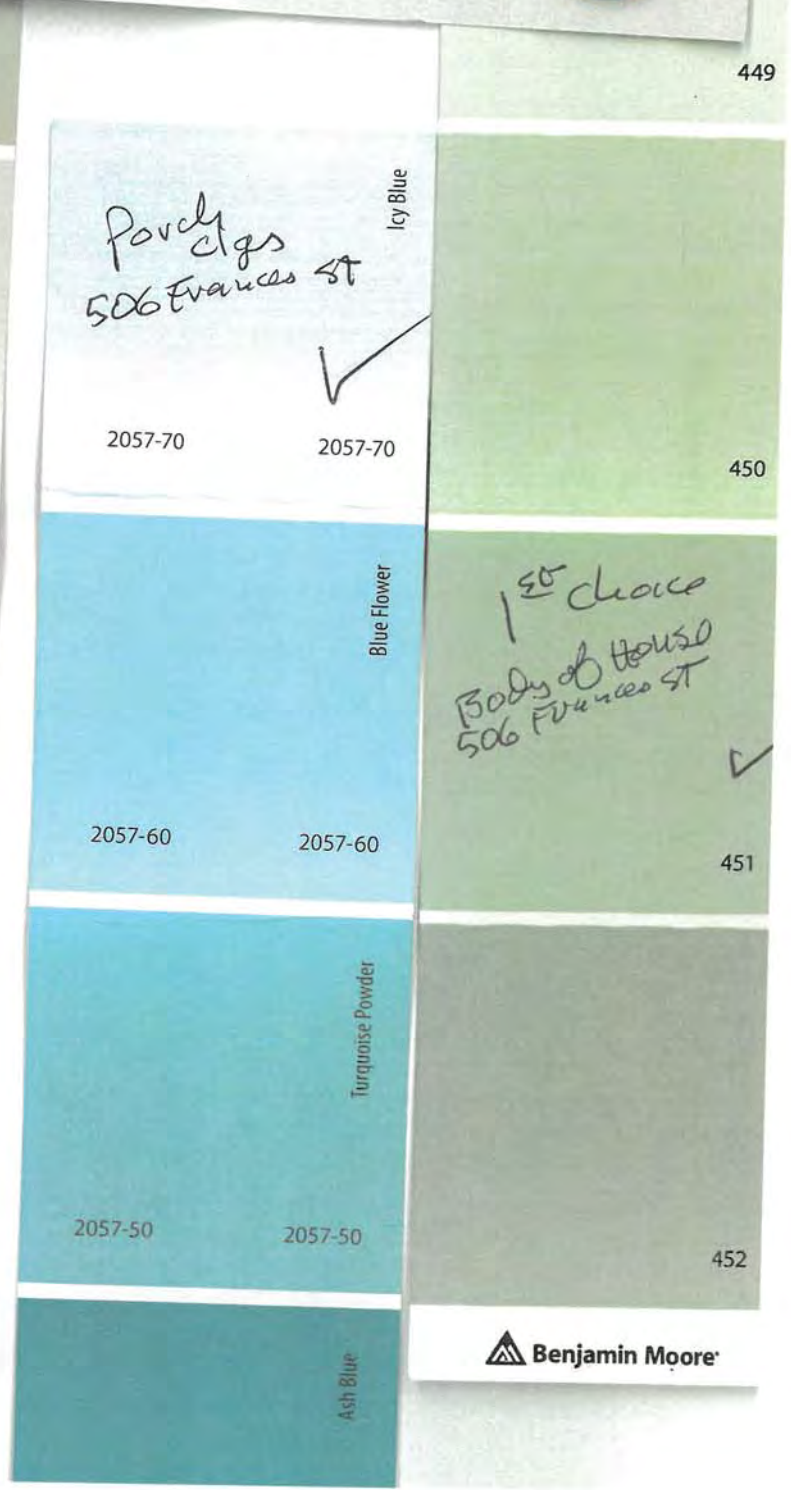 449
Icy Blue
Porch
clgs
506 Frances ST
2057-70 2057-70
Blue Flower
2057-60 2057-60
Turquoise Powder
2057-50 2057-50
Ash Blue
450
1st choice
Body of House
506 Frances ST
451
452
Benjamin Moore